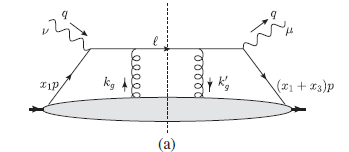 q q
ν ℓ μ
x₁p k_g k'_g (x₁ + x₃)p
(a)